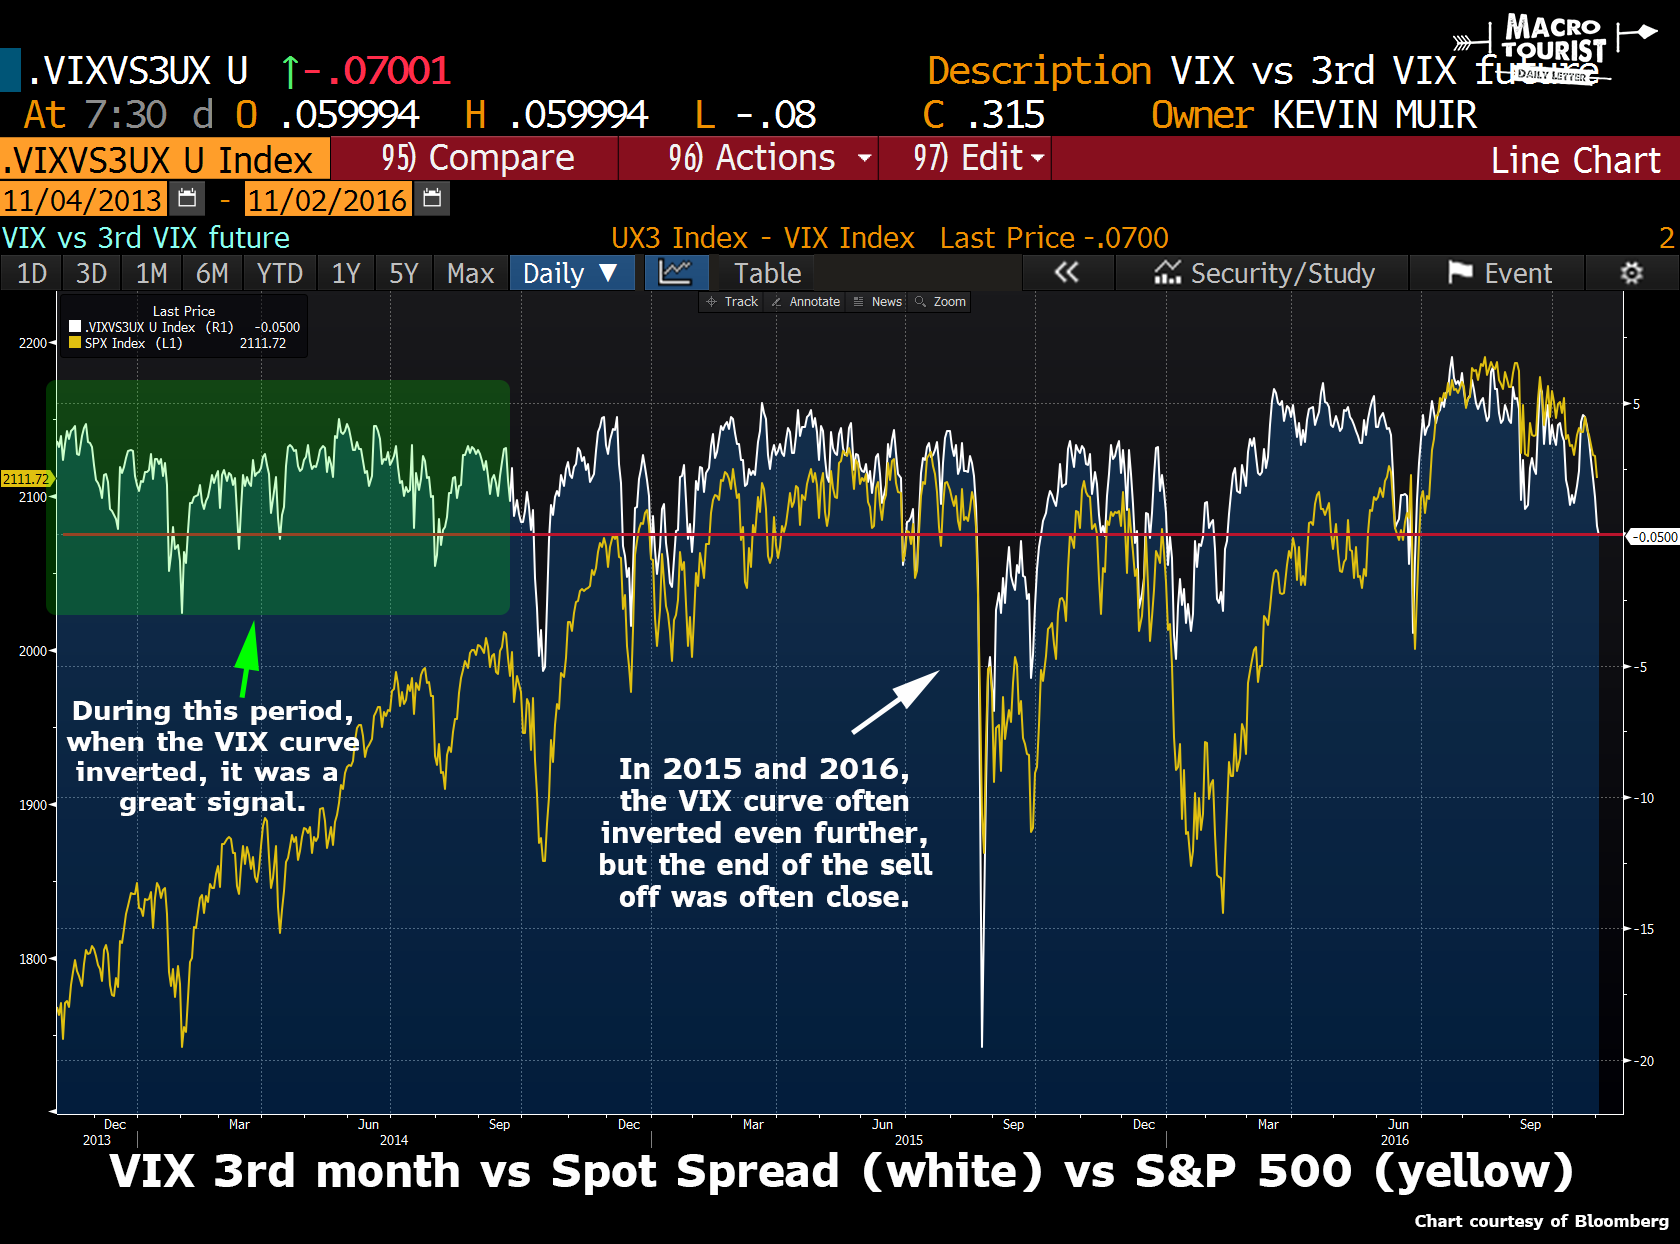 MACRO
TOURIST
DAILY LETTER
.VIXVS3UX U ↑-.07001 Description VIX vs 3rd VIX future
At 7:30 d O .059994 H .059994 L -.08 C .315 Owner KEVIN MUIR
.VIXVS3UX U Index 95) Compare 96) Actions 97) Edit Line Chart
11/04/2013 - 11/02/2016
VIX vs 3rd VIX future UX3 Index - VIX Index Last Price -.0700 2
1D 3D 1M 6M YTD 1Y 5Y Max Daily ▼ Table « Security/Study Event
Track Annotate News Zoom
Last Price
.VIXVS3UX U Index (R1) -0.0500
SPX Index (L1) 2111.72
2200
2111.72
2100
2000
1900
1800
5
-0.0500
-5
-10
-15
-20
During this period,
when the VIX curve
inverted, it was a
great signal.
In 2015 and 2016,
the VIX curve often
inverted even further,
but the end of the sell
off was often close.
Dec Mar Jun Sep Dec Mar Jun Sep Dec Mar Jun Sep
2013 2014 2015 2016
VIX 3rd month vs Spot Spread (white) vs S&P 500 (yellow)
Chart courtesy of Bloomberg